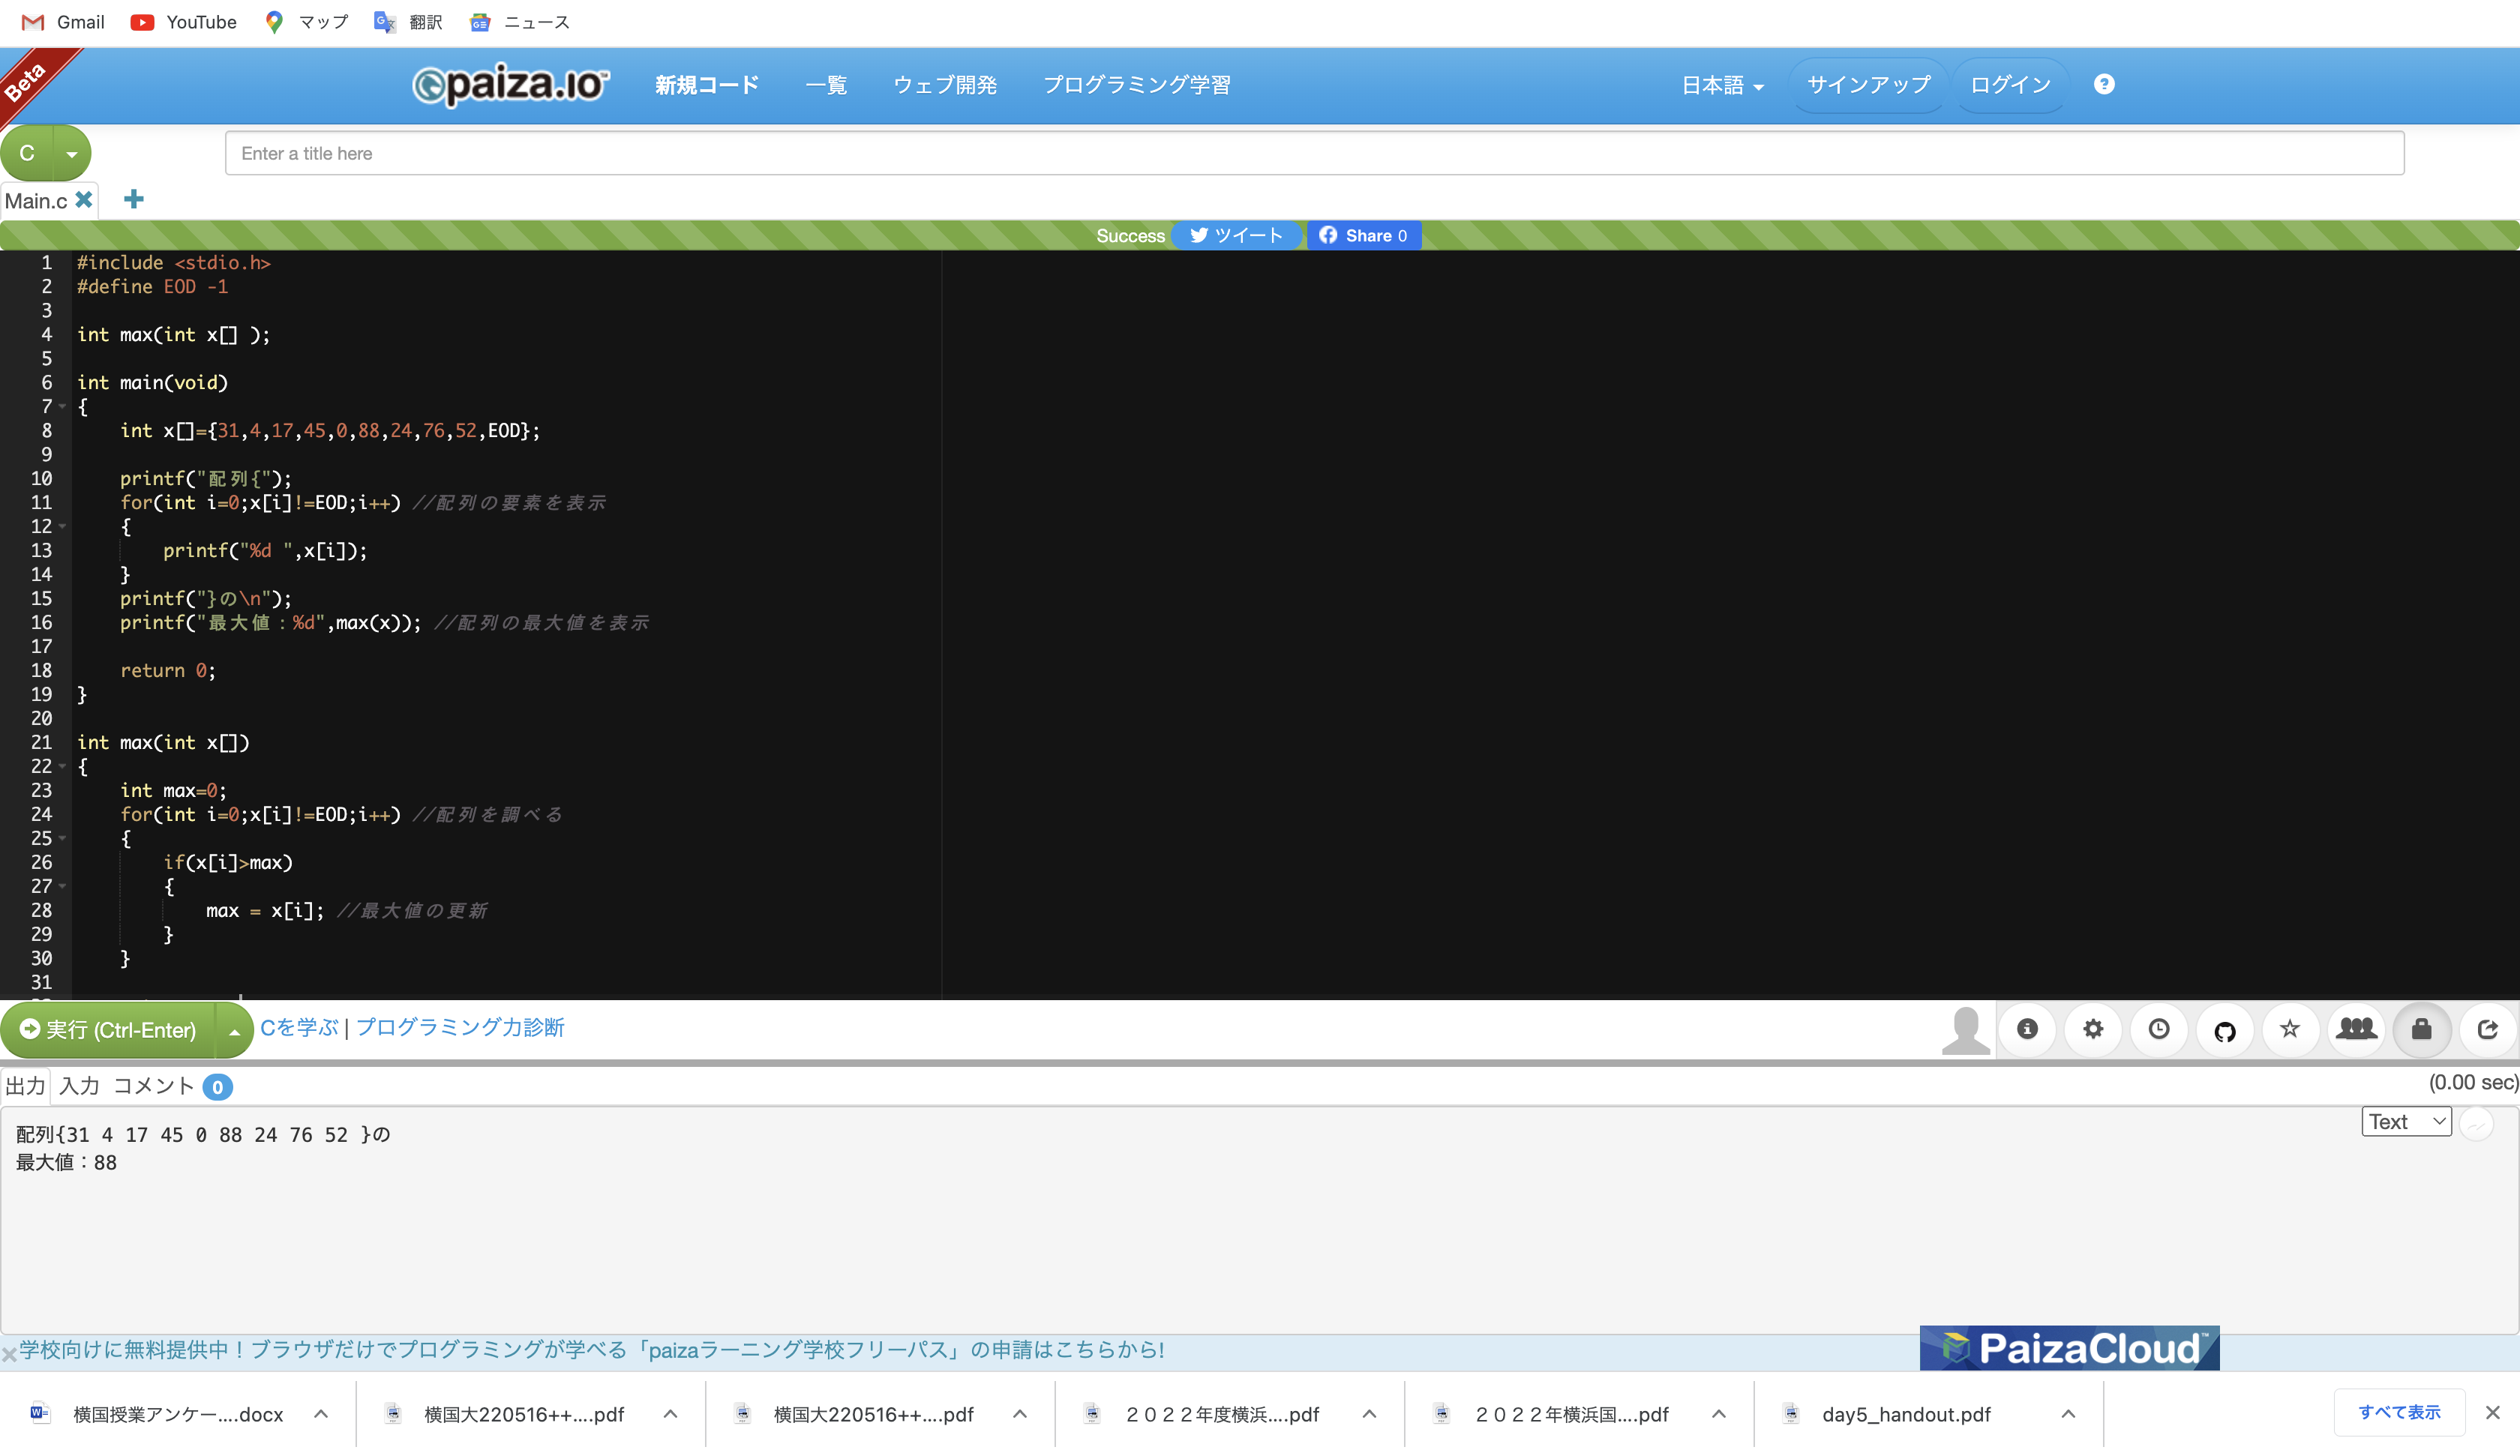 Gmail YouTube マップ 翻訳 ニュース
Beta
paiza.io™ 新規コード 一覧 ウェブ開発 プログラミング学習 日本語 サインアップ ログイン ?
C Enter a title here
Main.c
Success ツイート Share 0
1 #include <stdio.h>
2 #define EOD -1
3
4 int max(int x[] );
5
6 int main(void)
7 {
8     int x[]={31,4,17,45,0,88,24,76,52,EOD};
9
10     printf("配列{");
11     for(int i=0;x[i]!=EOD;i++) //配列の要素を表示
12     {
13         printf("%d ",x[i]);
14     }
15     printf("}の\n");
16     printf("最大値：%d",max(x)); //配列の最大値を表示
17
18     return 0;
19 }
20
21 int max(int x[])
22 {
23     int max=0;
24     for(int i=0;x[i]!=EOD;i++) //配列を調べる
25     {
26         if(x[i]>max)
27         {
28             max = x[i]; //最大値の更新
29         }
30     }
31
実行 (Ctrl-Enter) Cを学ぶ | プログラミング力診断
出力 入力 コメント 0 (0.00 sec)
Text
配列{31 4 17 45 0 88 24 76 52 }の
最大値：88
学校向けに無料提供中！ブラウザだけでプログラミングが学べる「paizaラーニング学校フリーパス」の申請はこちらから!
PaizaCloud™
横国授業アンケー....docx 横国大220516++....pdf 横国大220516++....pdf ２０２２年度横浜....pdf ２０２２年横浜国....pdf day5_handout.pdf すべて表示